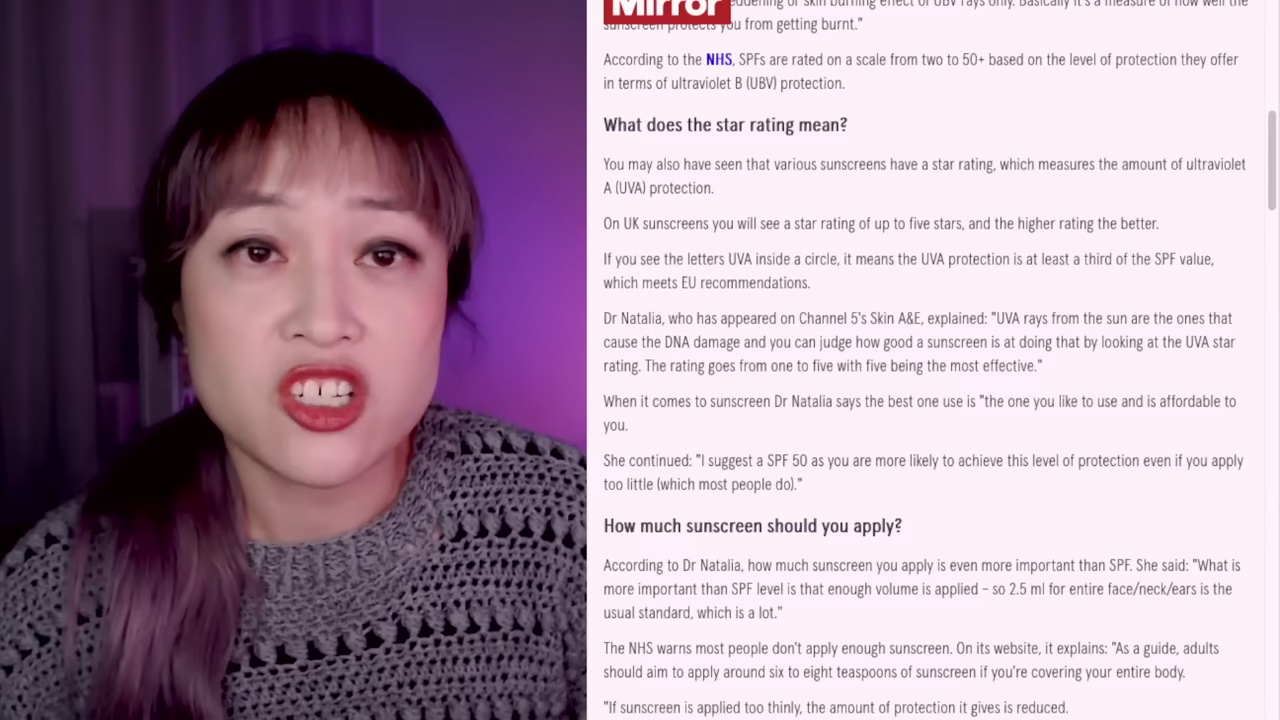 Mirror
eddening or skin burning effect of UBV rays only. Basically it's a measure of how well the
sunscreen protects you from getting burnt."
According to the NHS, SPFs are rated on a scale from two to 50+ based on the level of protection they offer
in terms of ultraviolet B (UBV) protection.
What does the star rating mean?
You may also have seen that various sunscreens have a star rating, which measures the amount of ultraviolet
A (UVA) protection.
On UK sunscreens you will see a star rating of up to five stars, and the higher rating the better.
If you see the letters UVA inside a circle, it means the UVA protection is at least a third of the SPF value,
which meets EU recommendations.
Dr Natalia, who has appeared on Channel 5's Skin A&E, explained: "UVA rays from the sun are the ones that
cause the DNA damage and you can judge how good a sunscreen is at doing that by looking at the UVA star
rating. The rating goes from one to five with five being the most effective."
When it comes to sunscreen Dr Natalia says the best one use is "the one you like to use and is affordable to
you.
She continued: "I suggest a SPF 50 as you are more likely to achieve this level of protection even if you apply
too little (which most people do)."
How much sunscreen should you apply?
According to Dr Natalia, how much sunscreen you apply is even more important than SPF. She said: "What is
more important than SPF level is that enough volume is applied – so 2.5 ml for entire face/neck/ears is the
usual standard, which is a lot."
The NHS warns most people don't apply enough sunscreen. On its website, it explains: "As a guide, adults
should aim to apply around six to eight teaspoons of sunscreen if you're covering your entire body.
"If sunscreen is applied too thinly, the amount of protection it gives is reduced.